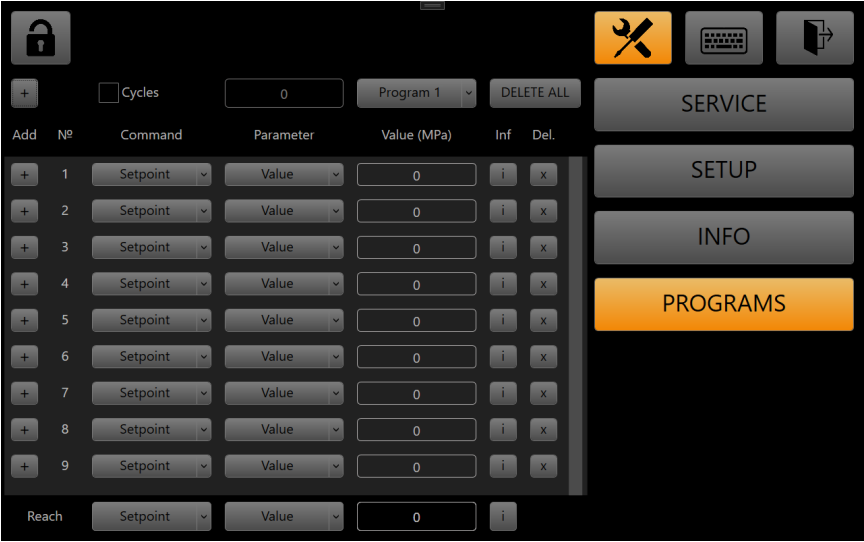 + Cycles 0 Program 1 DELETE ALL
SERVICE
Add № Command Parameter Value (MPa) Inf Del.
+ 1 Setpoint Value 0 i x
SETUP
+ 2 Setpoint Value 0 i x
+ 3 Setpoint Value 0 i x
INFO
+ 4 Setpoint Value 0 i x
PROGRAMS
+ 5 Setpoint Value 0 i x
+ 6 Setpoint Value 0 i x
+ 7 Setpoint Value 0 i x
+ 8 Setpoint Value 0 i x
+ 9 Setpoint Value 0 i x
Reach Setpoint Value 0 i